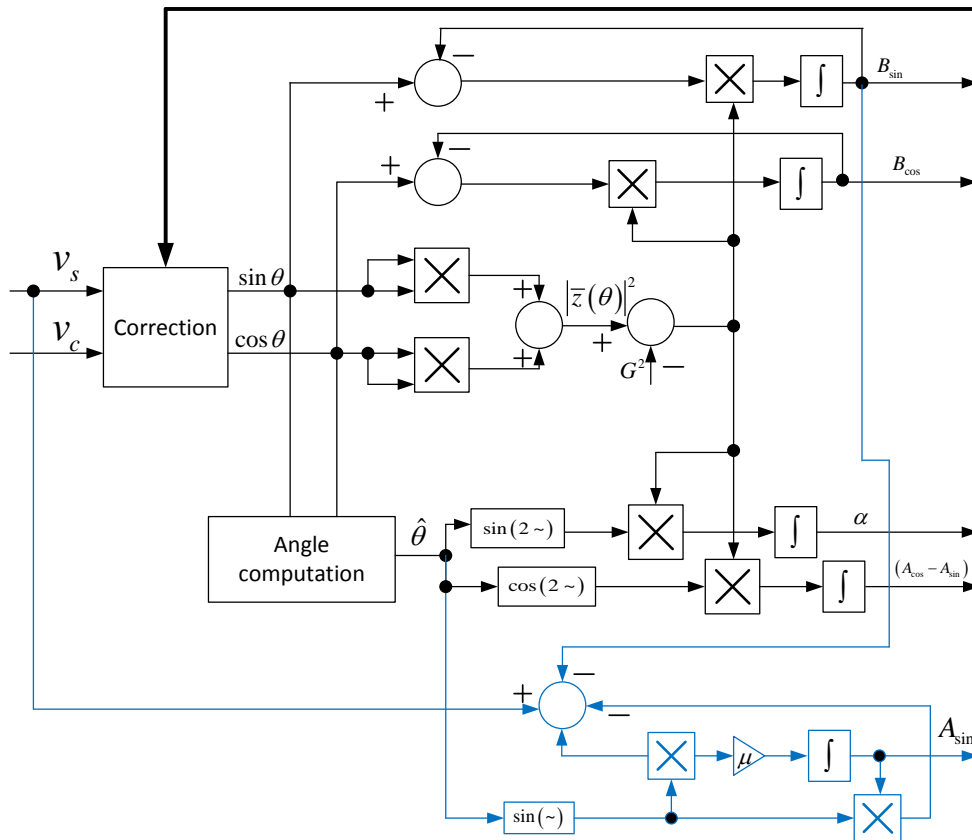 −
B_sin
+
×
∫
−
B_cos
+
×
∫
v_s
sin θ
×
+
|z̅(θ)|²
Correction
v_c
cos θ
×
+
+
G²
−
α
Angle computation
θ̂
sin(2 ~)
×
∫
(A_cos − A_sin)
cos(2 ~)
×
∫
−
+
−
A_sin
×
μ
∫
sin(~)
×